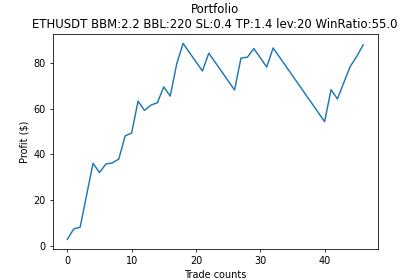 Portfolio
ETHUSDT BBM:2.2 BBL:220 SL:0.4 TP:1.4 lev:20 WinRatio:55.0
80
60
40
20
0
Profit ($)
0 10 20 30 40
Trade counts